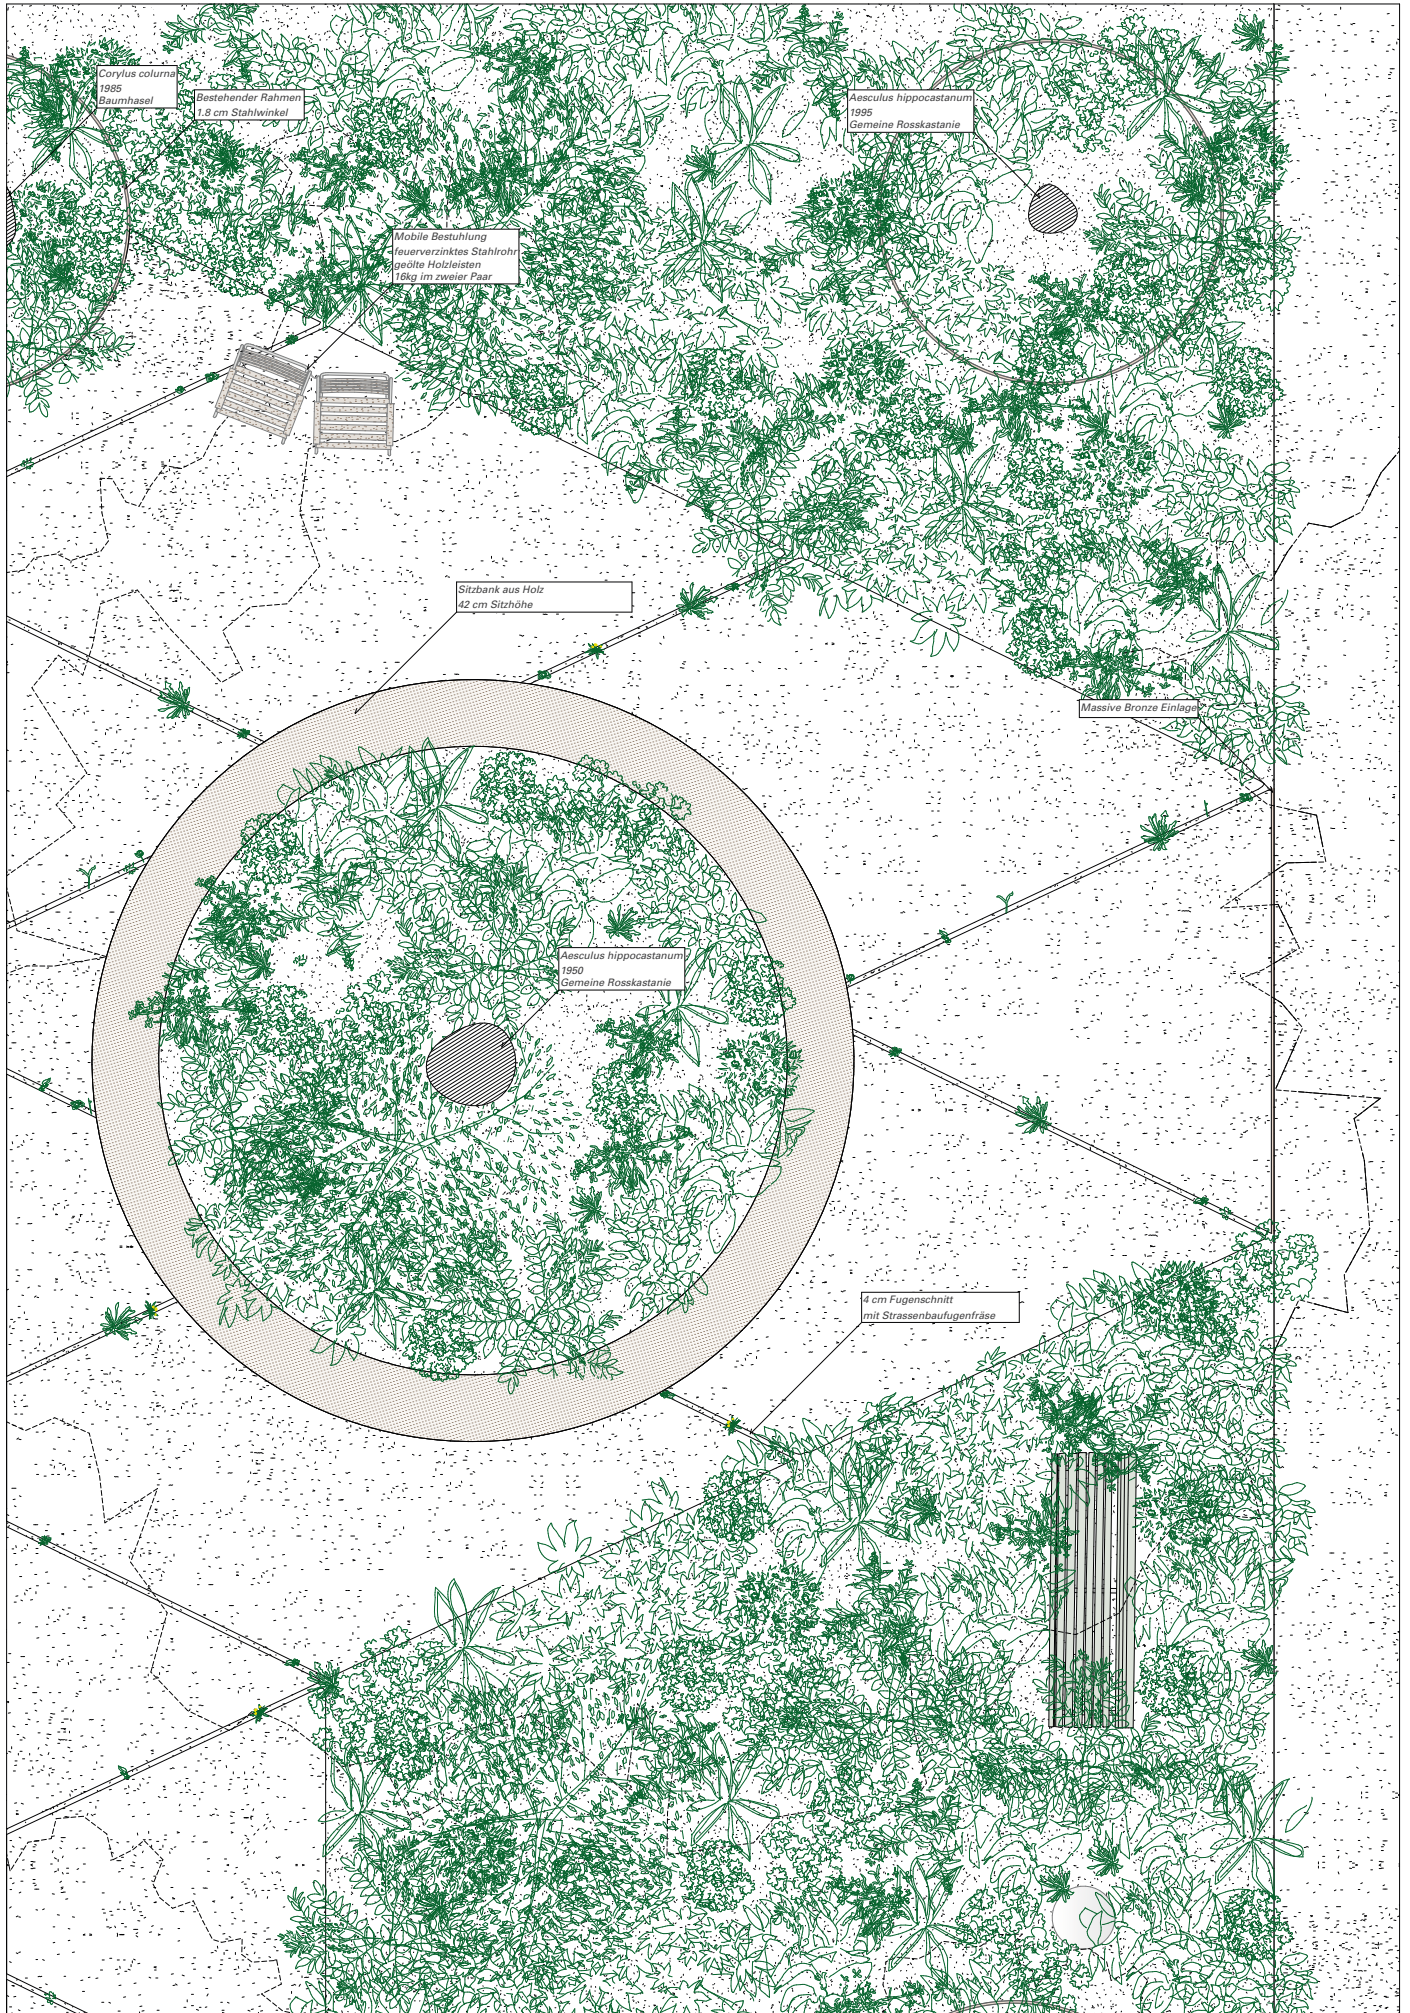 Corylus colurna
1985
Baumhasel
Bestehender Rahmen
1.8 cm Stahlwinkel
Aesculus hippocastanum
1995
Gemeine Rosskastanie
Mobile Bestuhlung
feuerverzinktes Stahlrohr
geölte Holzleisten
16kg im zweier Paar
Sitzbank aus Holz
42 cm Sitzhöhe
Massive Bronze Einlage
Aesculus hippocastanum
1950
Gemeine Rosskastanie
4 cm Fugenschnitt
mit Strassenbaufugenfräse